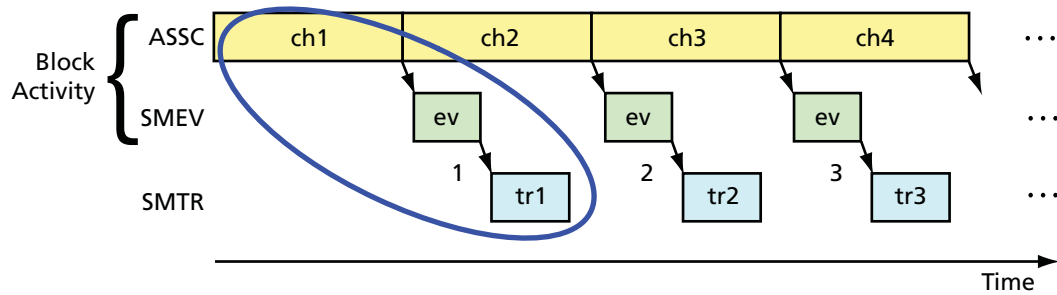 ASSC ch1 ch2 ch3 ch4 ...
Block
Activity
SMEV ev ev ev ...
1 2 3
SMTR tr1 tr2 tr3 ...
Time